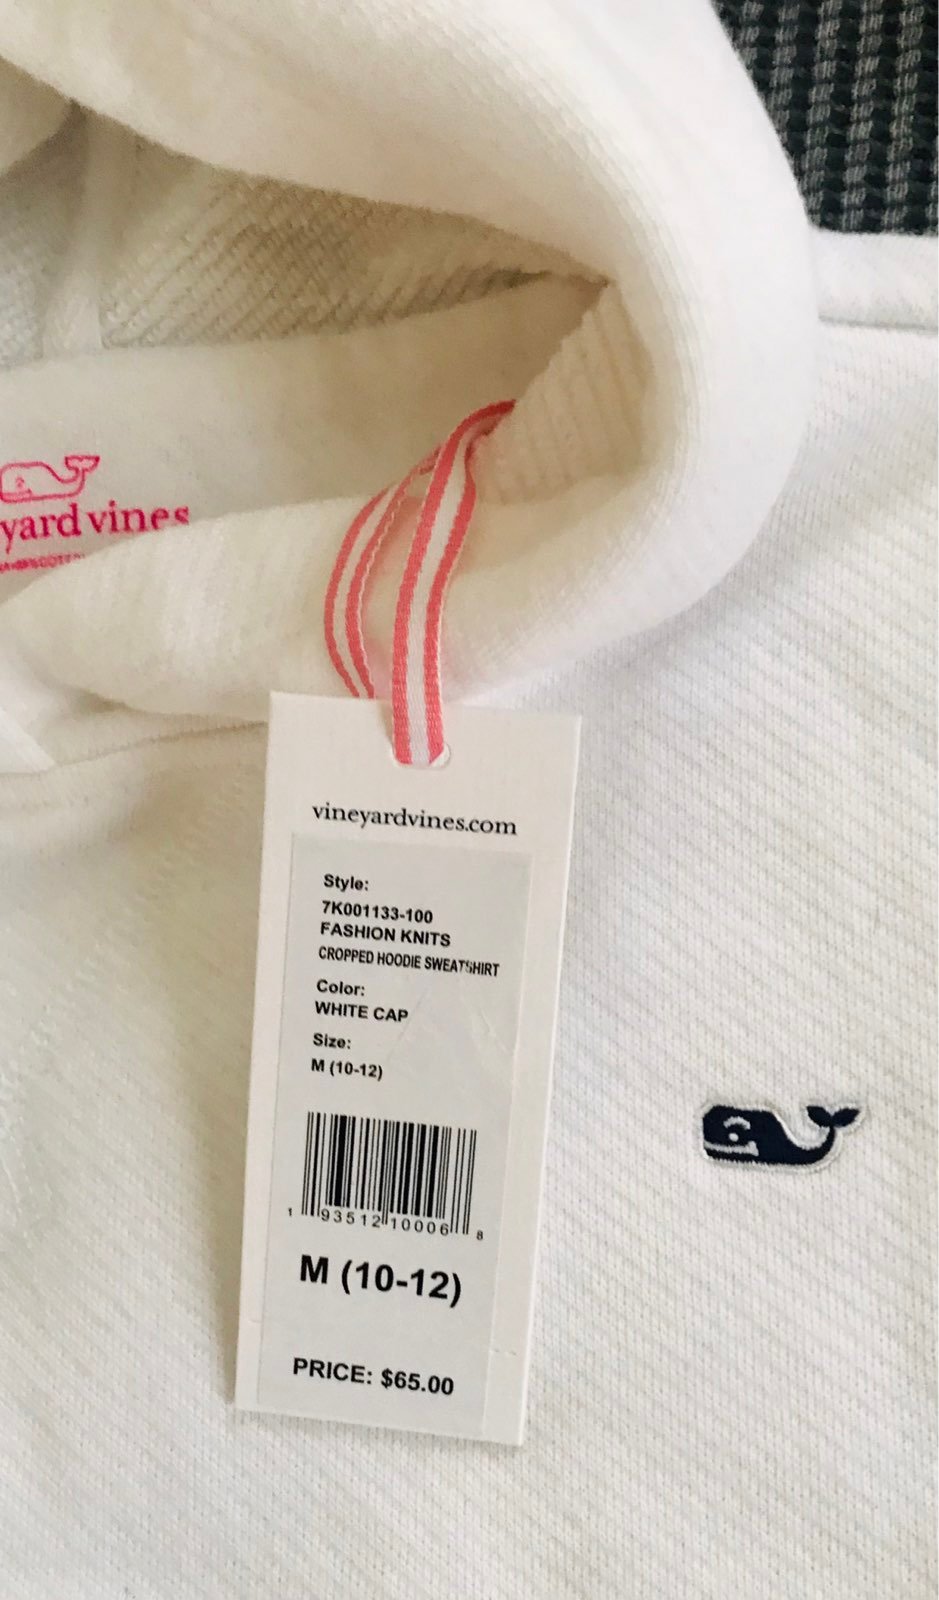 yard vines
vineyardvines.com
Style:
7K001133-100
FASHION KNITS
CROPPED HOODIE SWEATSHIRT
Color:
WHITE CAP
Size:
M (10-12)
1 93512 10006 8
M (10-12)
PRICE: $65.00